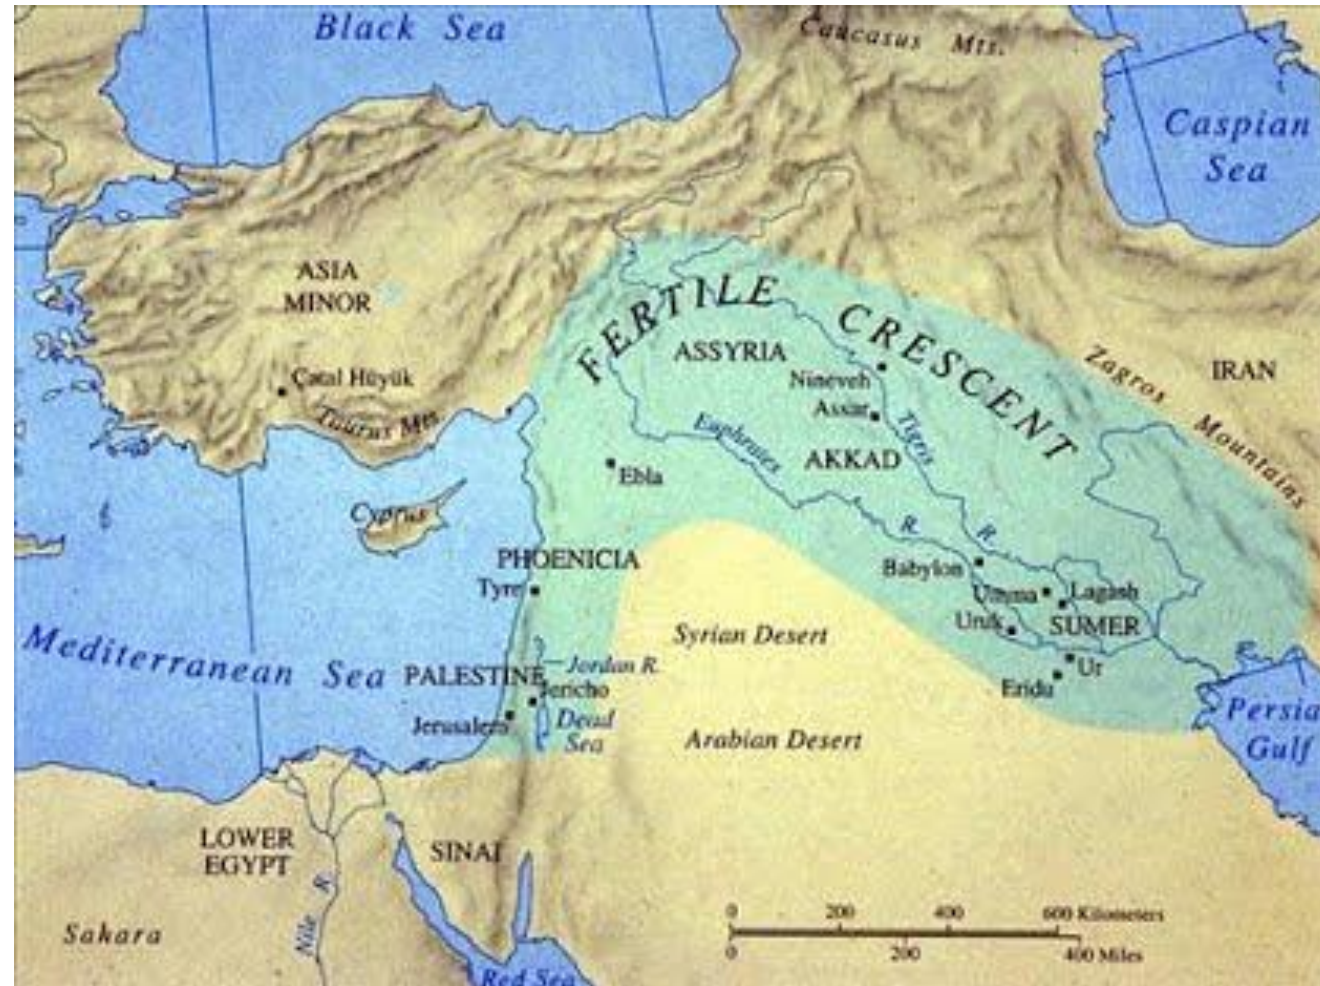 Black Sea
Caucasus Mts.
Caspian
Sea
ASIA
MINOR
FERTILE CRESCENT
ASSYRIA
Zagros Mountains
IRAN
Catal Hüyük
Taurus Mts.
Nineveh
Assur
Tigris R.
Euphrates R.
AKKAD
Ebla
Cyprus
PHOENICIA
Tyre
Babylon
Umma
Lagash
Uruk
SUMER
Syrian Desert
Mediterranean Sea
PALESTINE
Jordan R.
Jericho
Ur
Eridu
Jerusalem
Dead
Sea
Arabian Desert
Persia
Gulf
LOWER
EGYPT
SINAI
Nile R.
Sakara
Red Sea
0 200 400 600 Kilometers
0 200 400 Miles